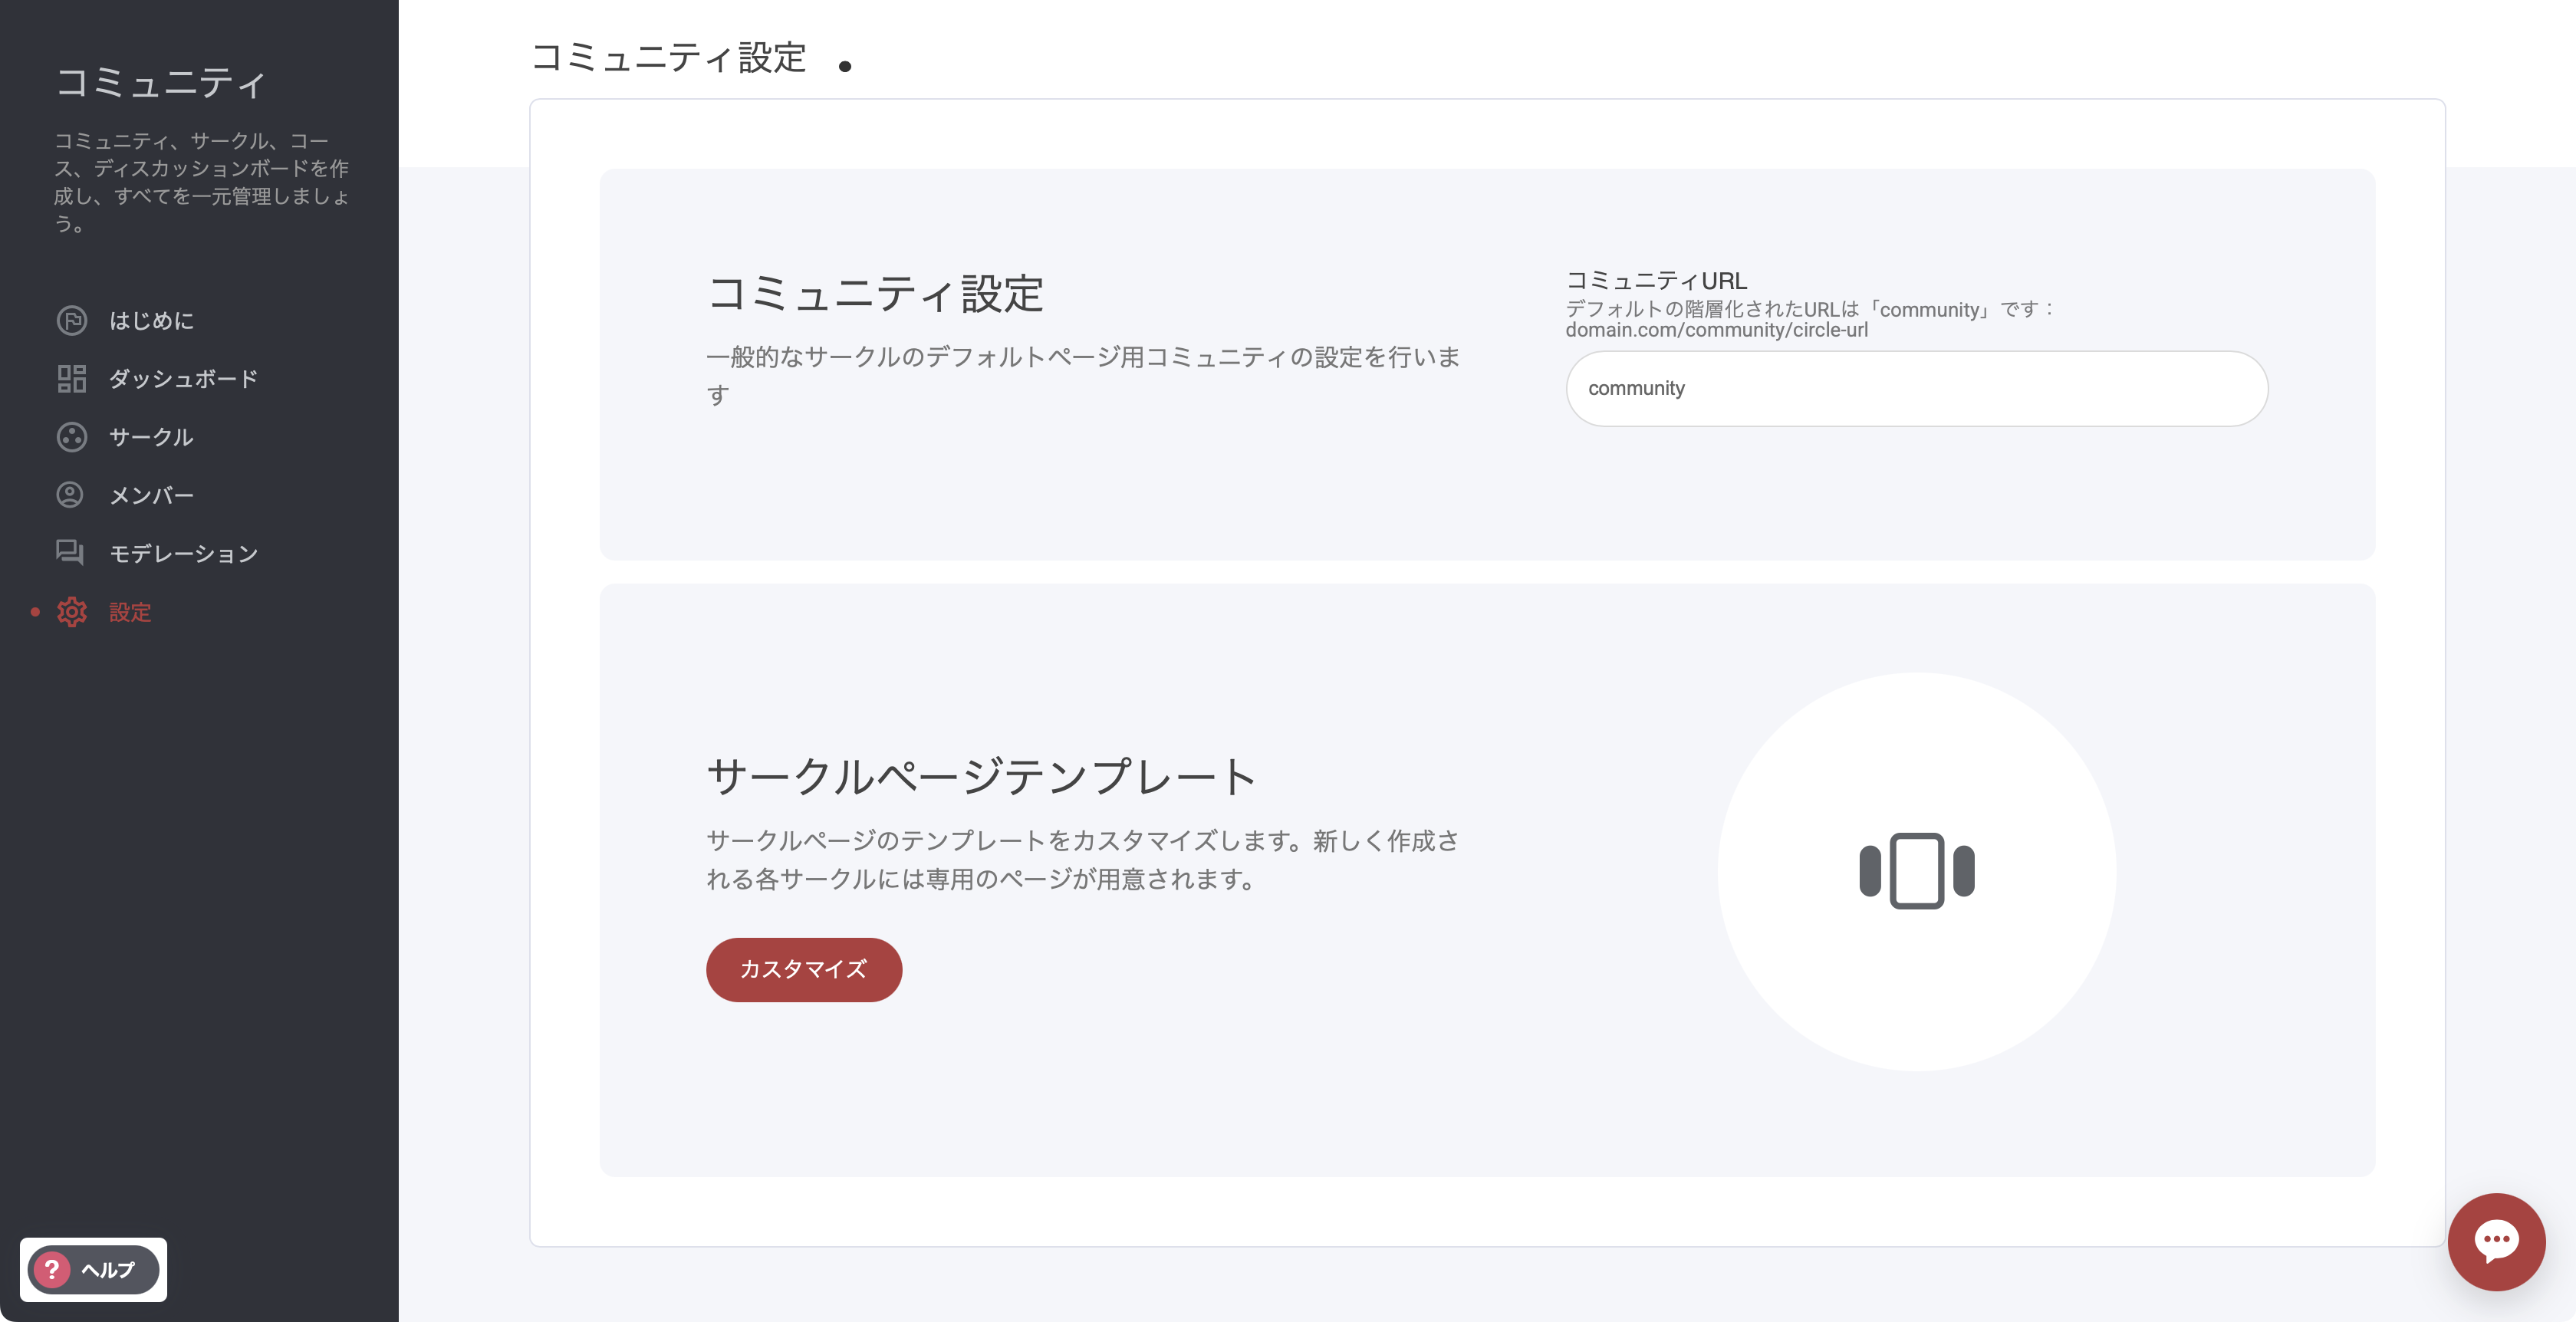 コミュニティ
コミュニティ、サークル、コー
ス、ディスカッションボードを作
成し、すべてを一元管理しましょ
う。
はじめに
ダッシュボード
サークル
メンバー
モデレーション
設定
? ヘルプ
コミュニティ設定
コミュニティ設定
一般的なサークルのデフォルトページ用コミュニティの設定を行いま
す
コミュニティURL
デフォルトの階層化されたURLは「community」です：
domain.com/community/circle-url
community
サークルページテンプレート
サークルページのテンプレートをカスタマイズします。新しく作成さ
れる各サークルには専用のページが用意されます。
カスタマイズ